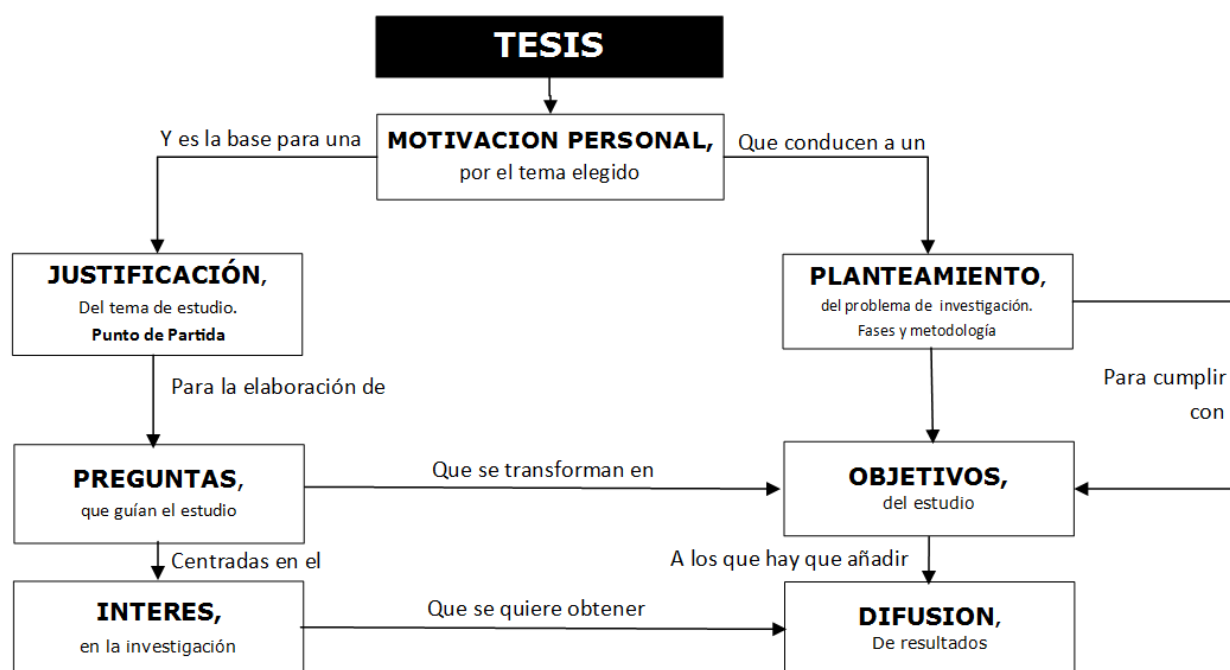 TESIS
Y es la base para una
MOTIVACION PERSONAL,
por el tema elegido
Que conducen a un
JUSTIFICACIÓN,
Del tema de estudio.
Punto de Partida
PLANTEAMIENTO,
del problema de investigación.
Fases y metodología
Para la elaboración de
Para cumplir
con
PREGUNTAS,
que guían el estudio
Que se transforman en
OBJETIVOS,
del estudio
Centradas en el
A los que hay que añadir
INTERES,
en la investigación
Que se quiere obtener
DIFUSION,
De resultados